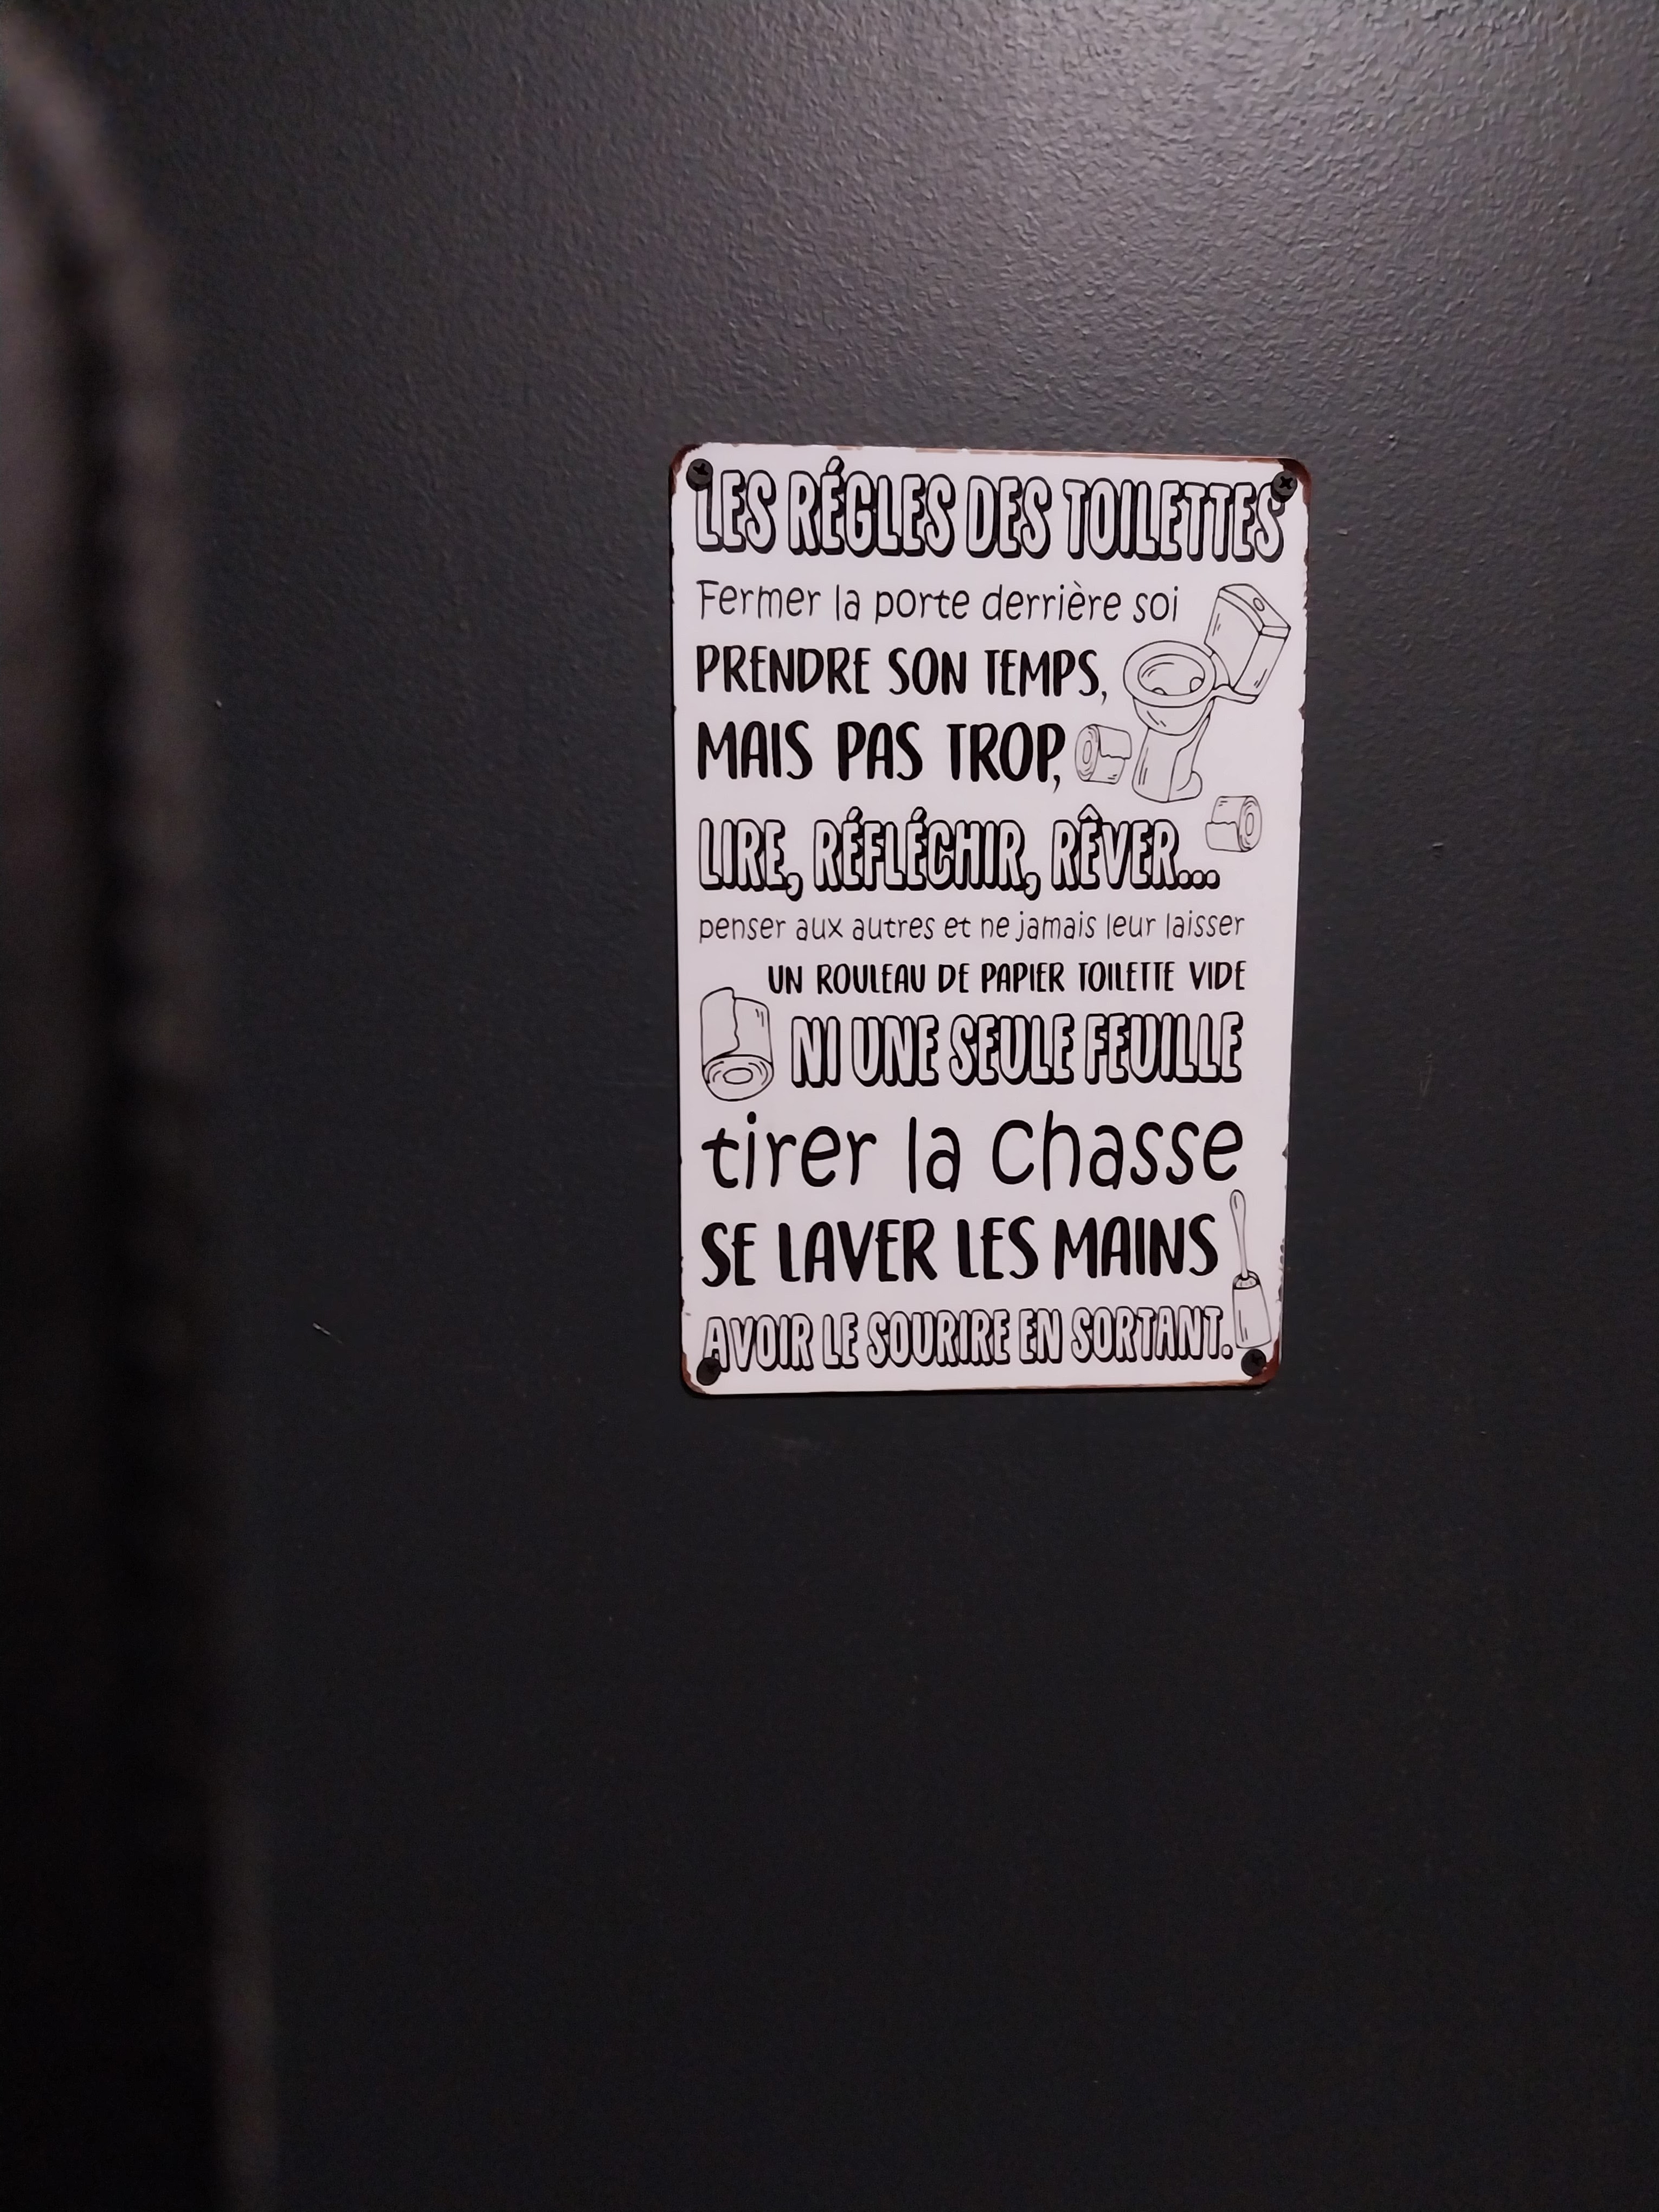 LES RÉGLES DES TOILETTES
Fermer la porte derrière soi
PRENDRE SON TEMPS,
MAIS PAS TROP,
LIRE, RÉFLÉCHIR, RÊVER...
penser aux autres et ne jamais leur laisser
UN ROULEAU DE PAPIER TOILETTE VIDE
NI UNE SEULE FEUILLE
tirer la chasse
SE LAVER LES MAINS
AVOIR LE SOURIRE EN SORTANT.